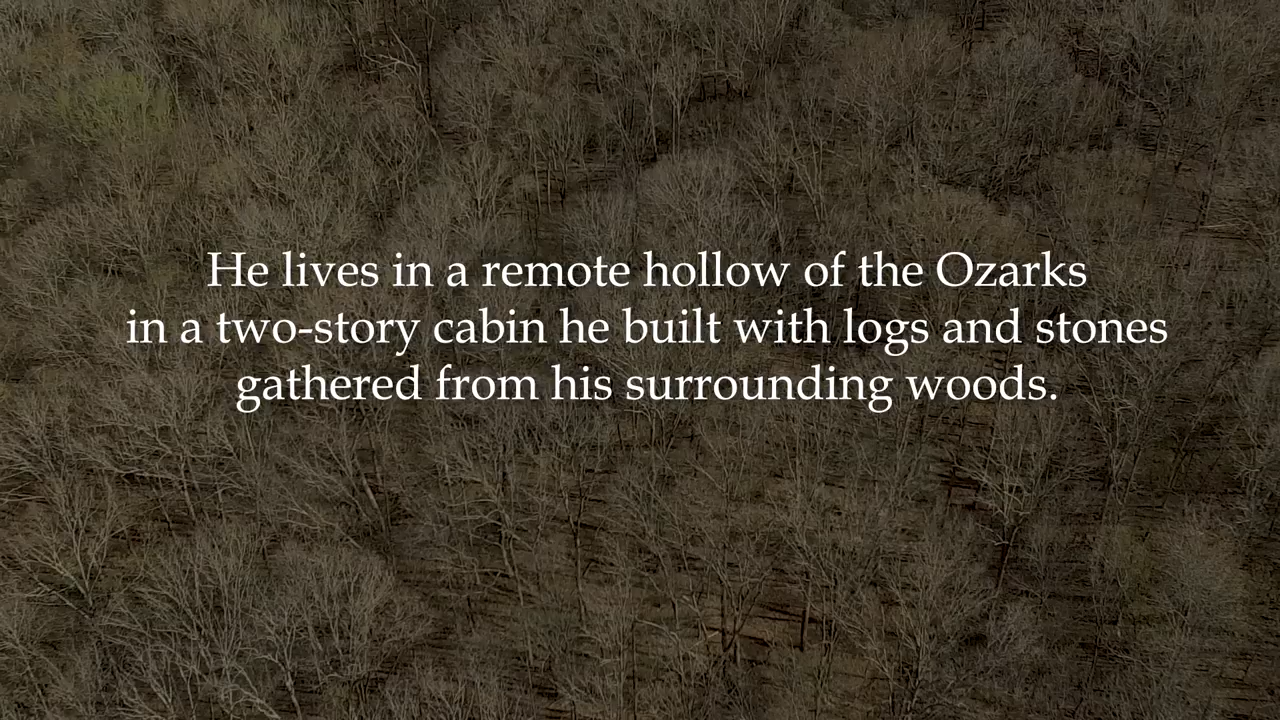 He lives in a remote hollow of the Ozarks
in a two-story cabin he built with logs and stones
gathered from his surrounding woods.